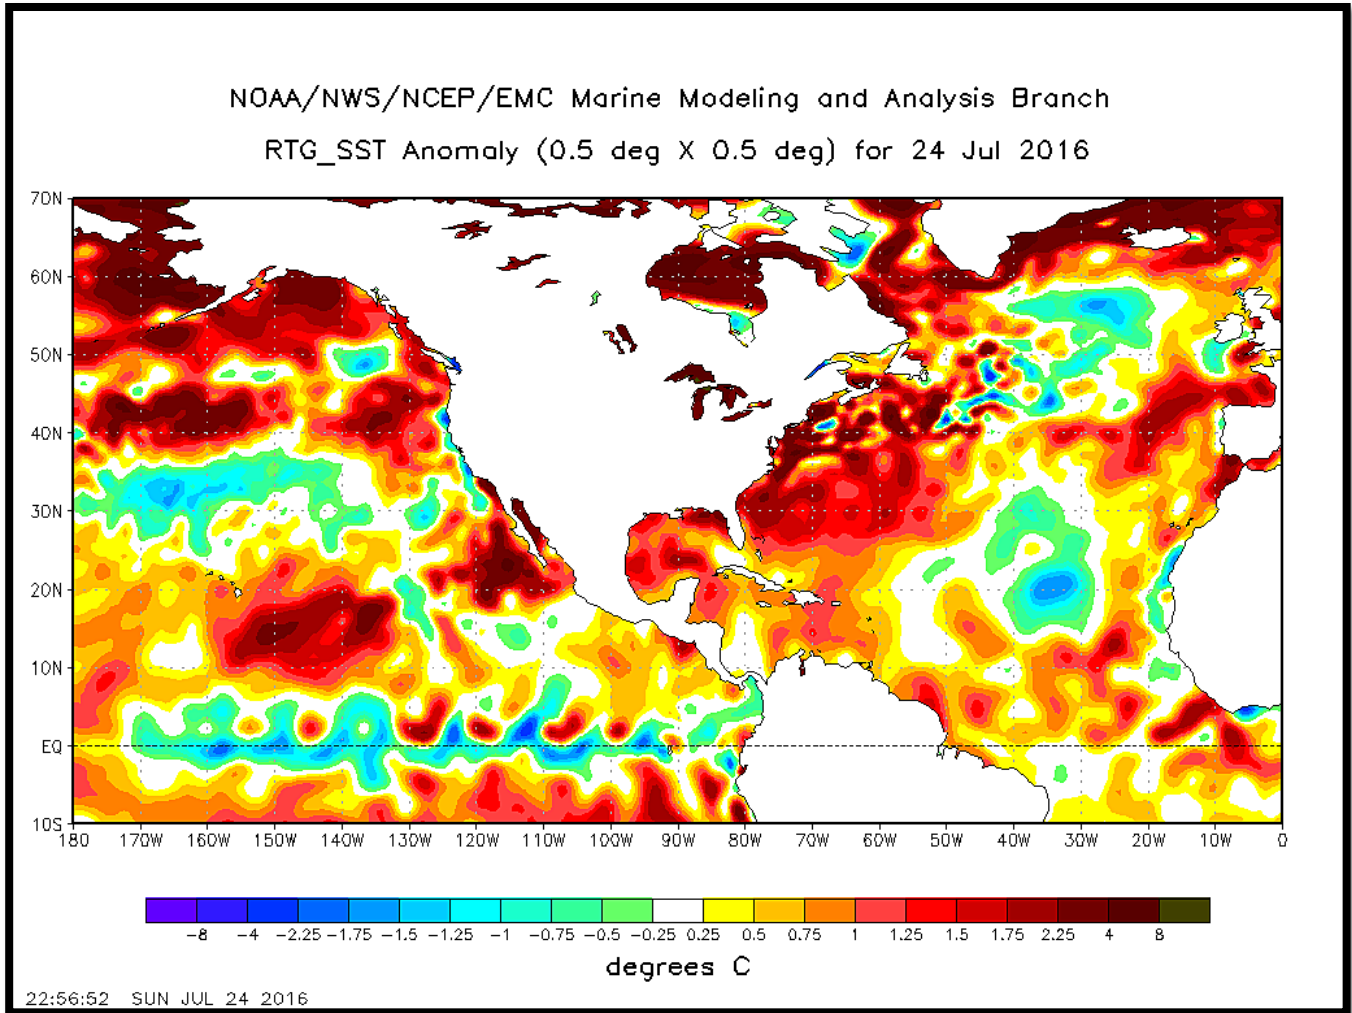 NOAA/NWS/NCEP/EMC Marine Modeling and Analysis Branch
RTG_SST Anomaly (0.5 deg X 0.5 deg) for 24 Jul 2016
70N
60N
50N
40N
30N
20N
10N
EQ
10S
180 170W 160W 150W 140W 130W 120W 110W 100W 90W 80W 70W 60W 50W 40W 30W 20W 10W 0
-8 -4 -2.25 -1.75 -1.5 -1.25 -1 -0.75 -0.5 -0.25 0.25 0.5 0.75 1 1.25 1.5 1.75 2.25 4 8
degrees C
22:56:52 SUN JUL 24 2016